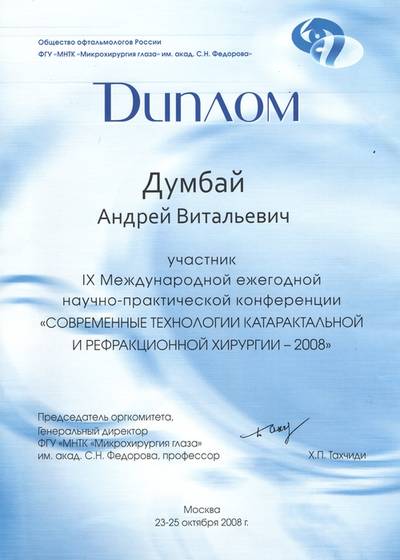 Общество офтальмологов России
ФГУ «МНТК «Микрохирургия глаза» им. акад. С.Н. Федорова»
Диплом
Думбай
Андрей Витальевич
участник
IX Международной ежегодной
научно-практической конференции
«СОВРЕМЕННЫЕ ТЕХНОЛОГИИ КАТАРАКТАЛЬНОЙ
И РЕФРАКЦИОННОЙ ХИРУРГИИ – 2008»
Председатель оргкомитета,
Генеральный директор
ФГУ «МНТК «Микрохирургия глаза»
им. акад. С.Н. Федорова, профессор
Х.П. Тахчиди
Москва
23-25 октября 2008 г.